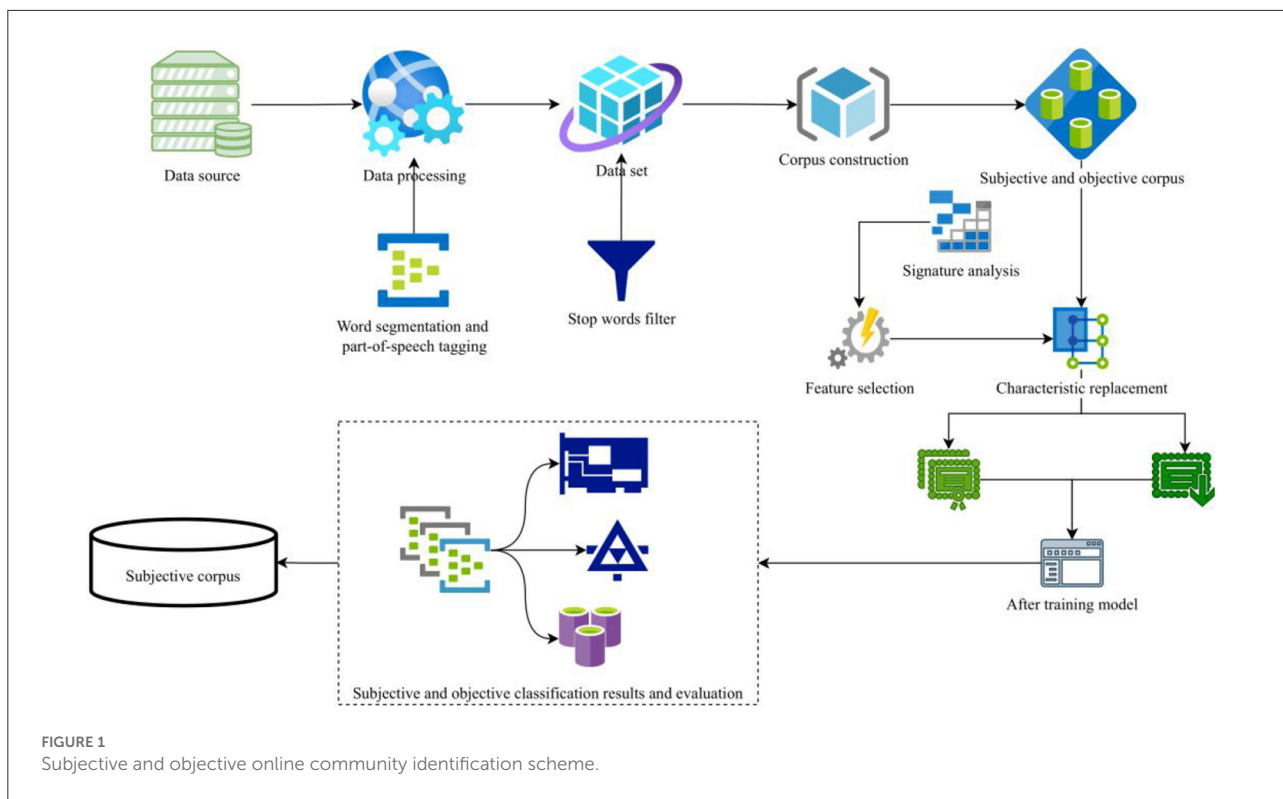 Data source
Data processing
Data set
Corpus construction
Subjective and objective corpus
Word segmentation and
part-of-speech tagging
Stop words filter
Signature analysis
Feature selection
Characteristic replacement
After training model
Subjective corpus
Subjective and objective classification results and evaluation
FIGURE 1
Subjective and objective online community identification scheme.